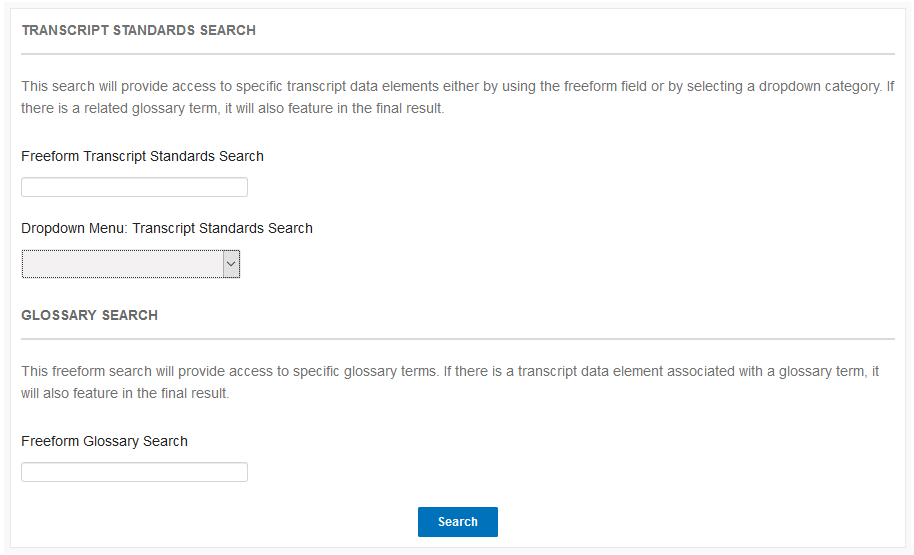 TRANSCRIPT STANDARDS SEARCH
This search will provide access to specific transcript data elements either by using the freeform field or by selecting a dropdown category. If
there is a related glossary term, it will also feature in the final result.
Freeform Transcript Standards Search
Dropdown Menu: Transcript Standards Search
GLOSSARY SEARCH
This freeform search will provide access to specific glossary terms. If there is a transcript data element associated with a glossary term, it
will also feature in the final result.
Freeform Glossary Search
Search